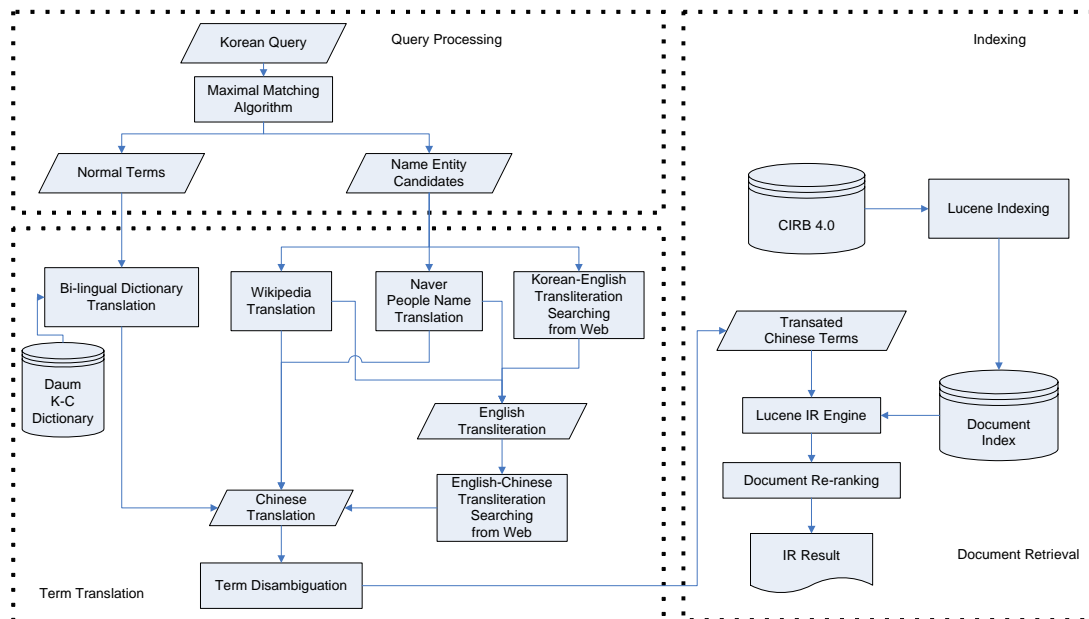 Korean Query
Query Processing
Maximal Matching
Algorithm
Normal Terms
Name Entity
Candidates
Bi-lingual Dictionary
Translation
Wikipedia
Translation
Naver
People Name
Translation
Korean-English
Transliteration
Searching
from Web
Daum
K-C
Dictionary
English
Transliteration
Chinese
Translation
English-Chinese
Transliteration
Searching
from Web
Term Disambiguation
Term Translation
Indexing
CIRB 4.0
Lucene Indexing
Transated
Chinese Terms
Lucene IR Engine
Document
Index
Document Re-ranking
IR Result
Document Retrieval